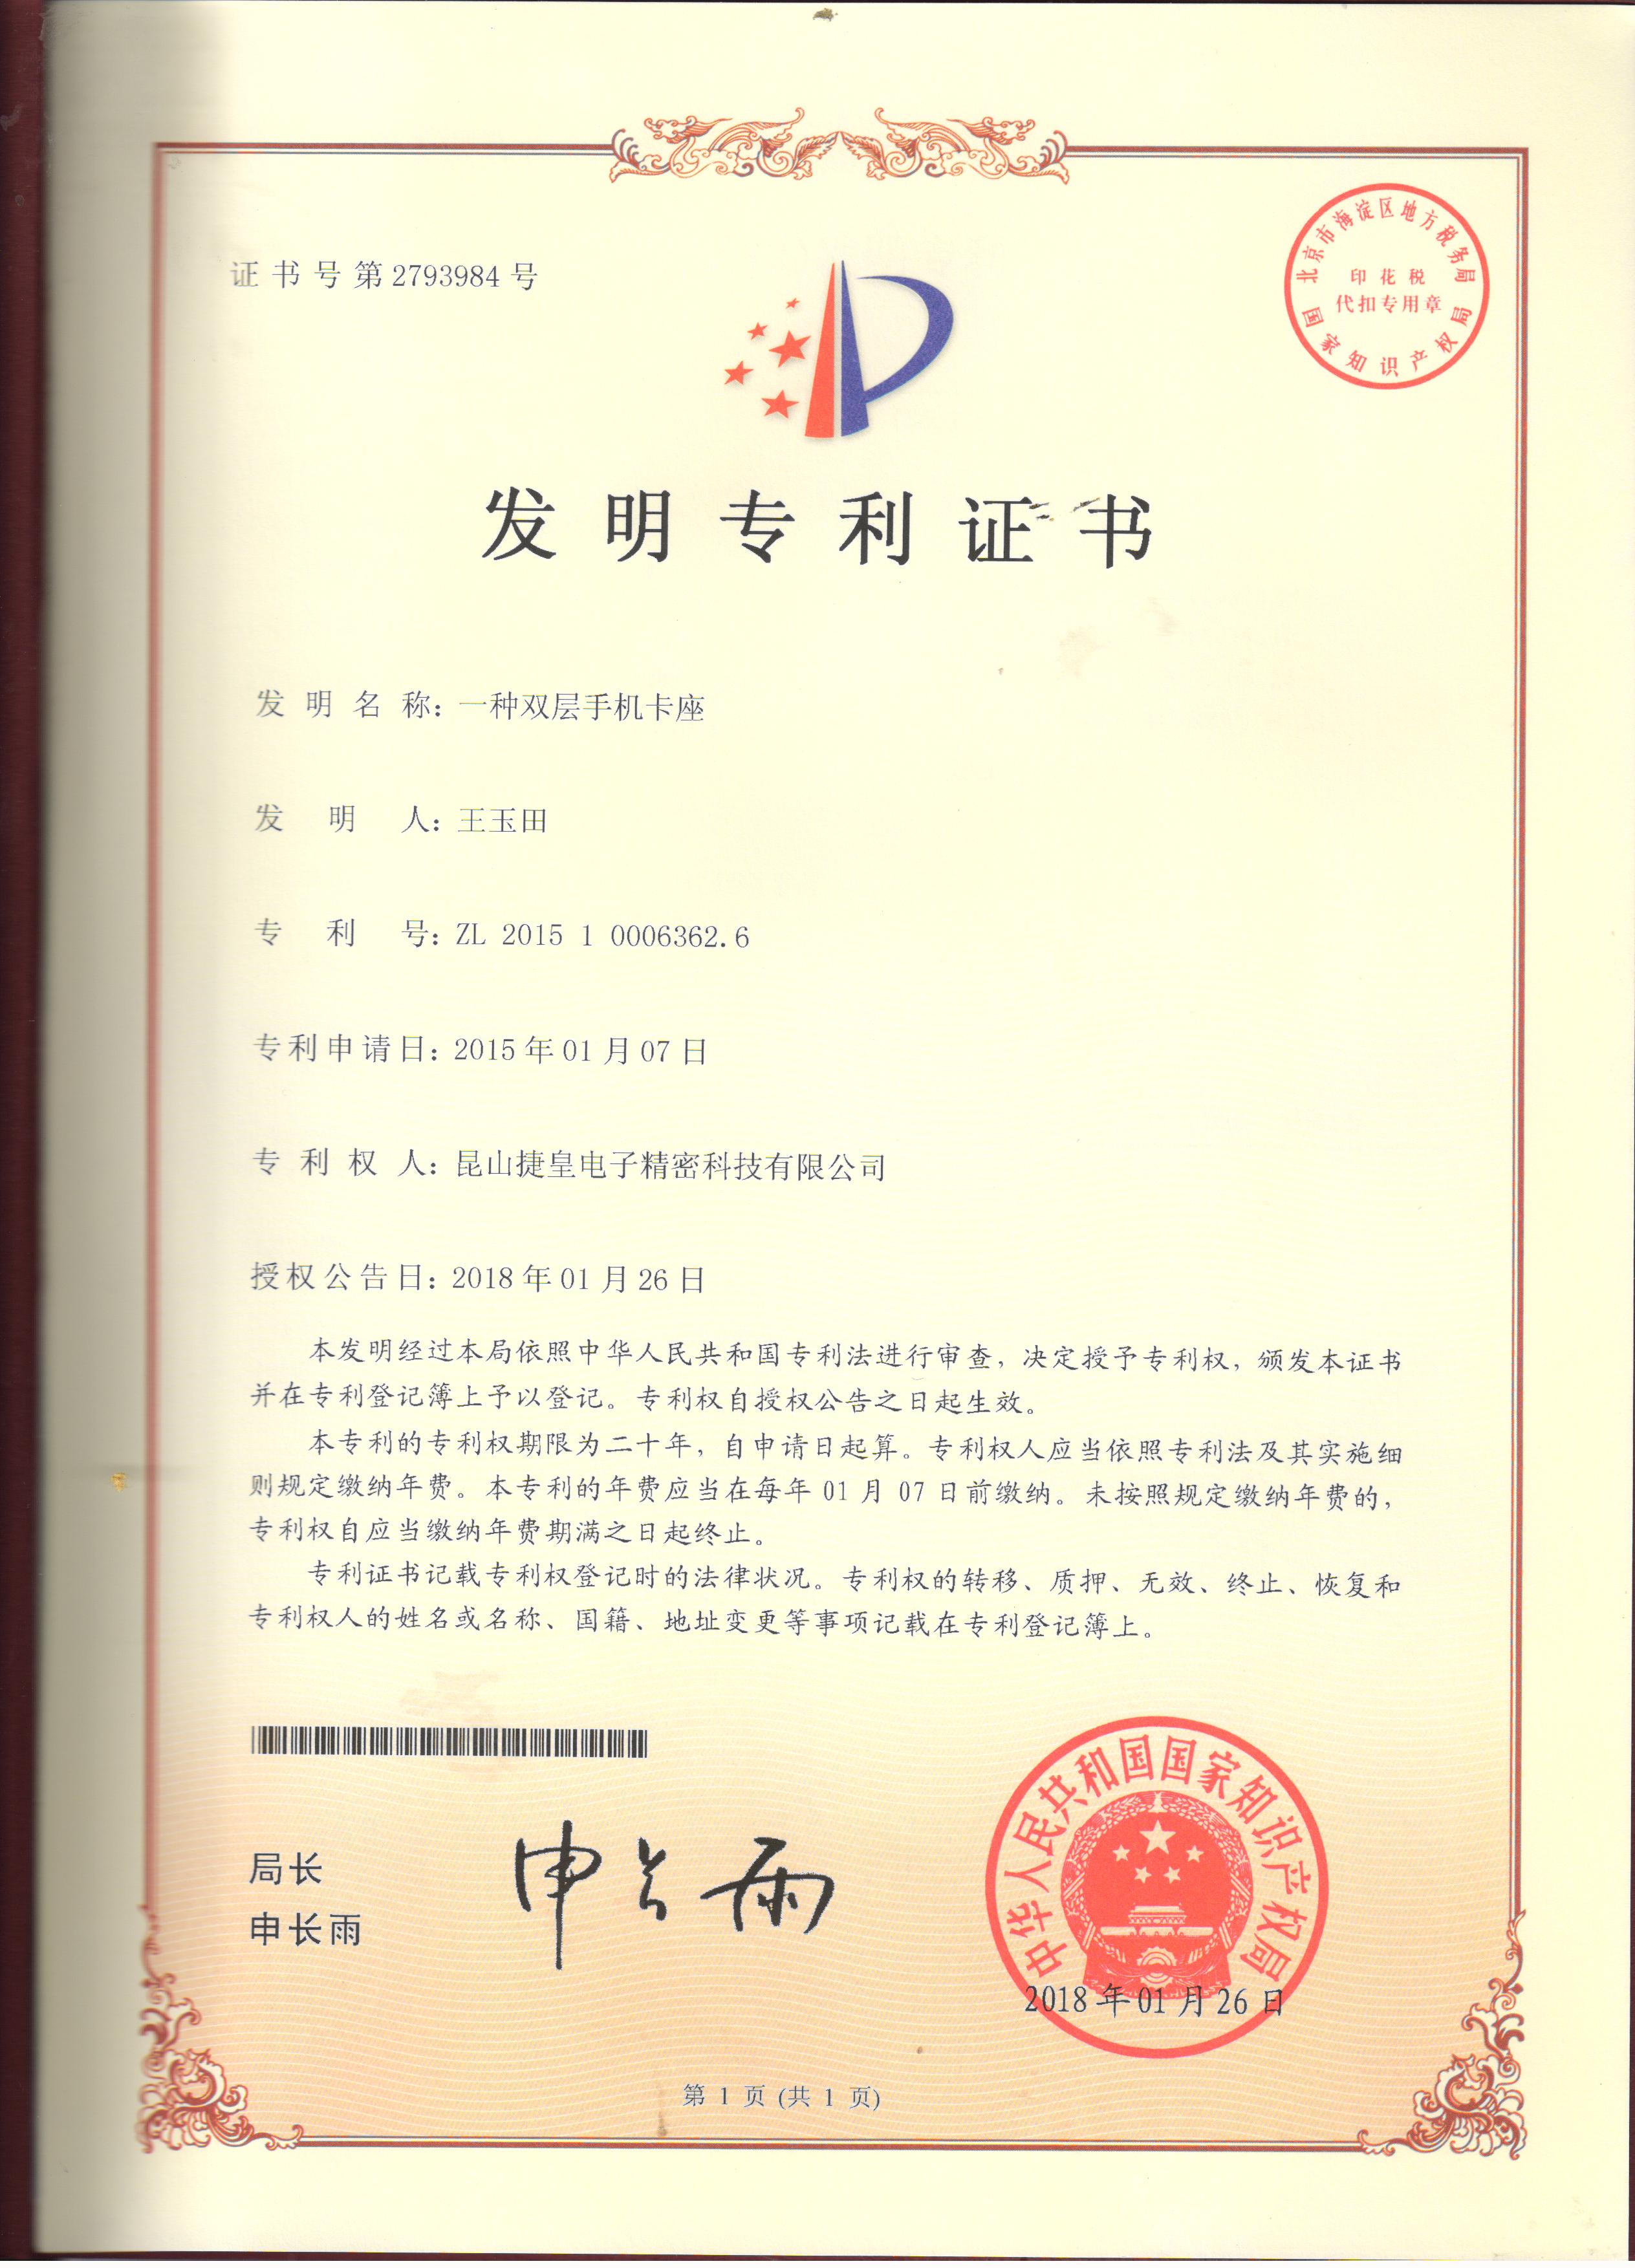 证书号第2793984号
北京市海淀区地方税务局
印花税
代扣专用章
国家知识产权局
发明专利证书
发明名称：一种双层手机卡座
发明人：王玉田
专利号：ZL 2015 1 0006362.6
专利申请日：2015年01月07日
专利权人：昆山捷皇电子精密科技有限公司
授权公告日：2018年01月26日
本发明经过本局依照中华人民共和国专利法进行审查，决定授予专利权，颁发本证书
并在专利登记簿上予以登记。专利权自授权公告之日起生效。
本专利的专利权期限为二十年，自申请日起算。专利权人应当依照专利法及其实施细
则规定缴纳年费。本专利的年费应当在每年01月07日前缴纳。未按照规定缴纳年费的，
专利权自应当缴纳年费期满之日起终止。
专利证书记载专利权登记时的法律状况。专利权的转移、质押、无效、终止、恢复和
专利权人的姓名或名称、国籍、地址变更等事项记载在专利登记簿上。
局长
申长雨
申长雨
中华人民共和国国家知识产权局
2018年01月26日
第 1 页 (共 1 页)